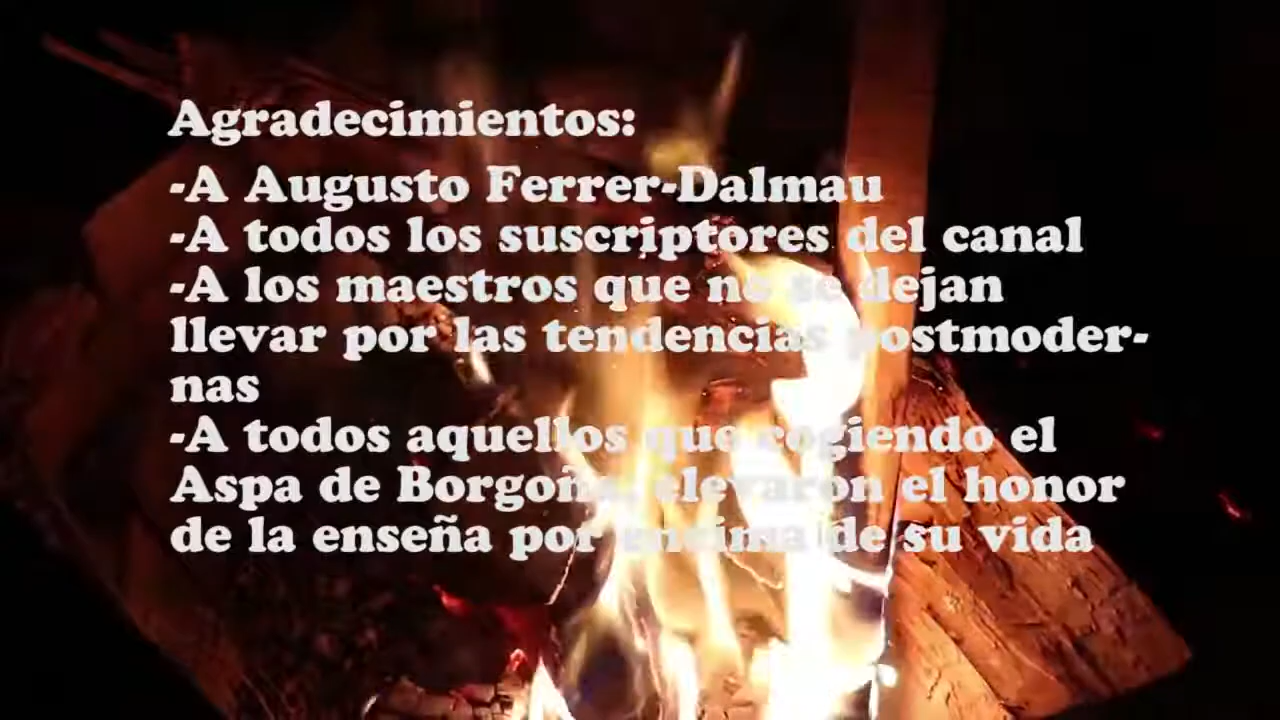 Agradecimientos:
-A Augusto Ferrer-Dalmau
-A todos los suscriptores del canal
-A los maestros que no se dejan
llevar por las tendencias postmoder-
nas
-A todos aquellos que cogiendo el
Aspa de Borgoña, elevaron el honor
de la enseña por encima de su vida